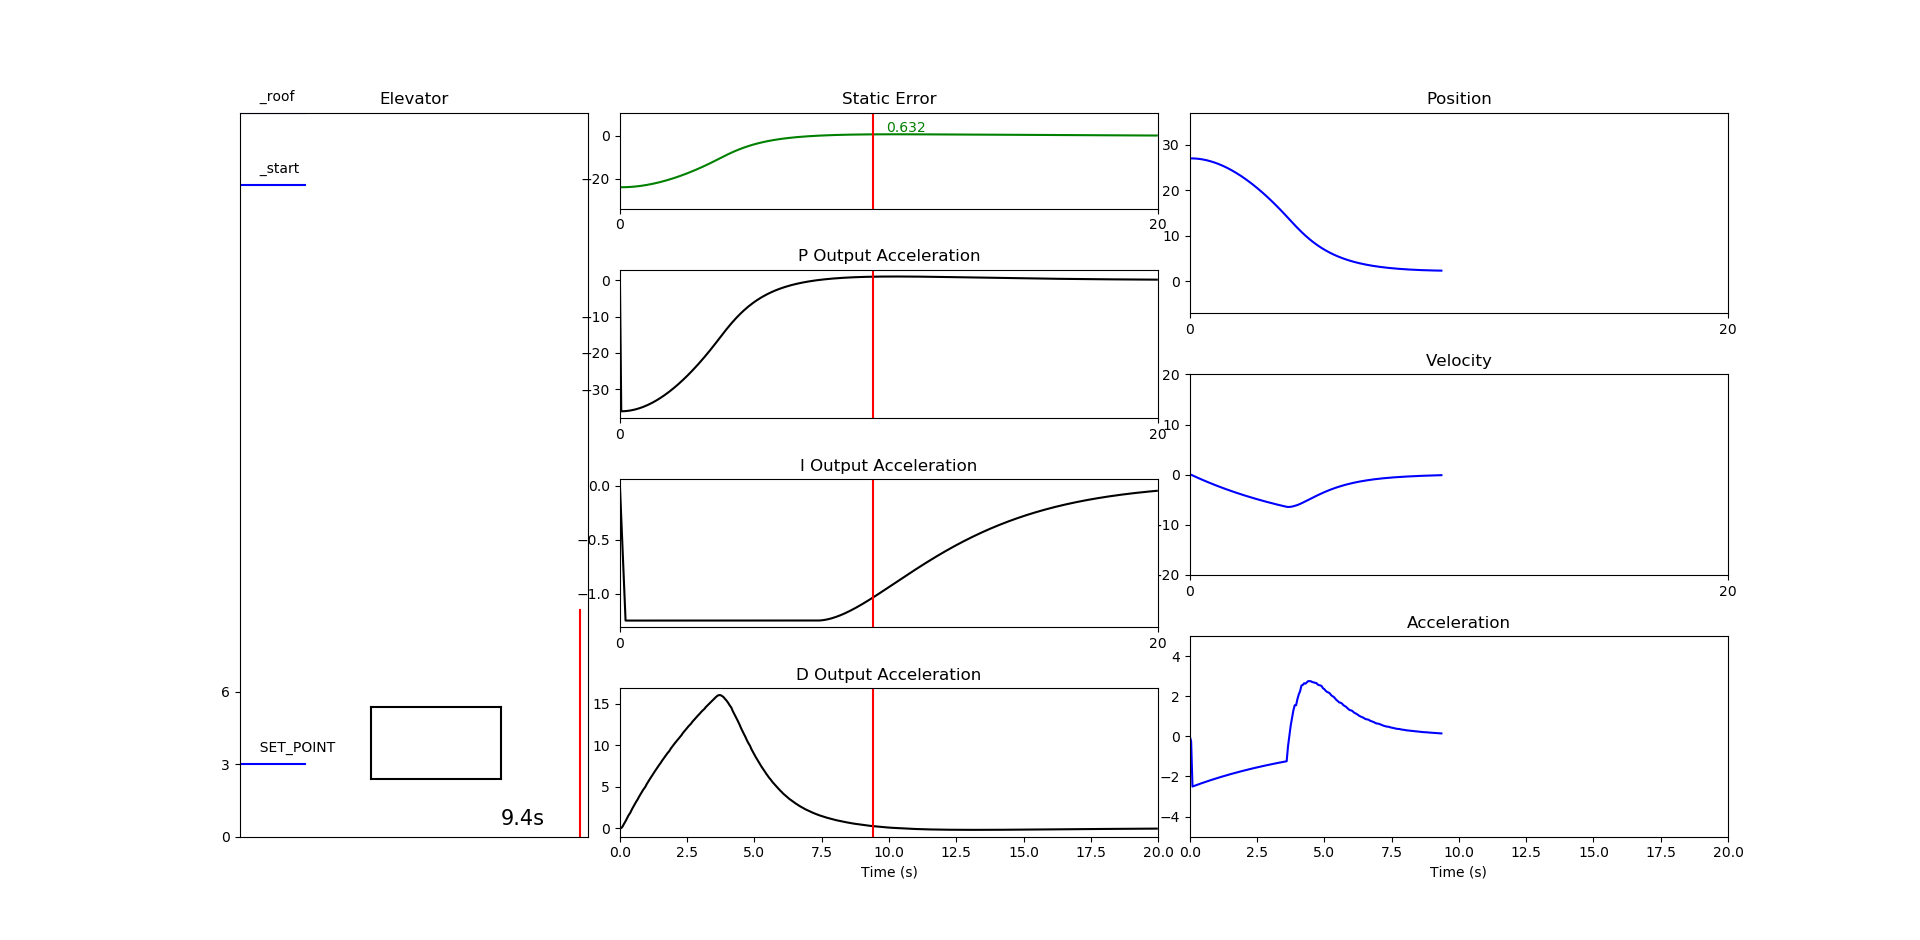 _roof
Elevator
_start
6
SET_POINT
3
9.4s
0
Static Error
0.632
0
−20
0
20
P Output Acceleration
0
−10
−20
−30
0
20
I Output Acceleration
0.0
−0.5
−1.0
0
20
D Output Acceleration
15
10
5
0
0.0 2.5 5.0 7.5 10.0 12.5 15.0 17.5 20.0
Time (s)
Position
30
20
10
0
0
20
Velocity
20
10
0
-10
-20
0
20
Acceleration
4
2
0
−2
−4
0.0 2.5 5.0 7.5 10.0 12.5 15.0 17.5 20.0
Time (s)